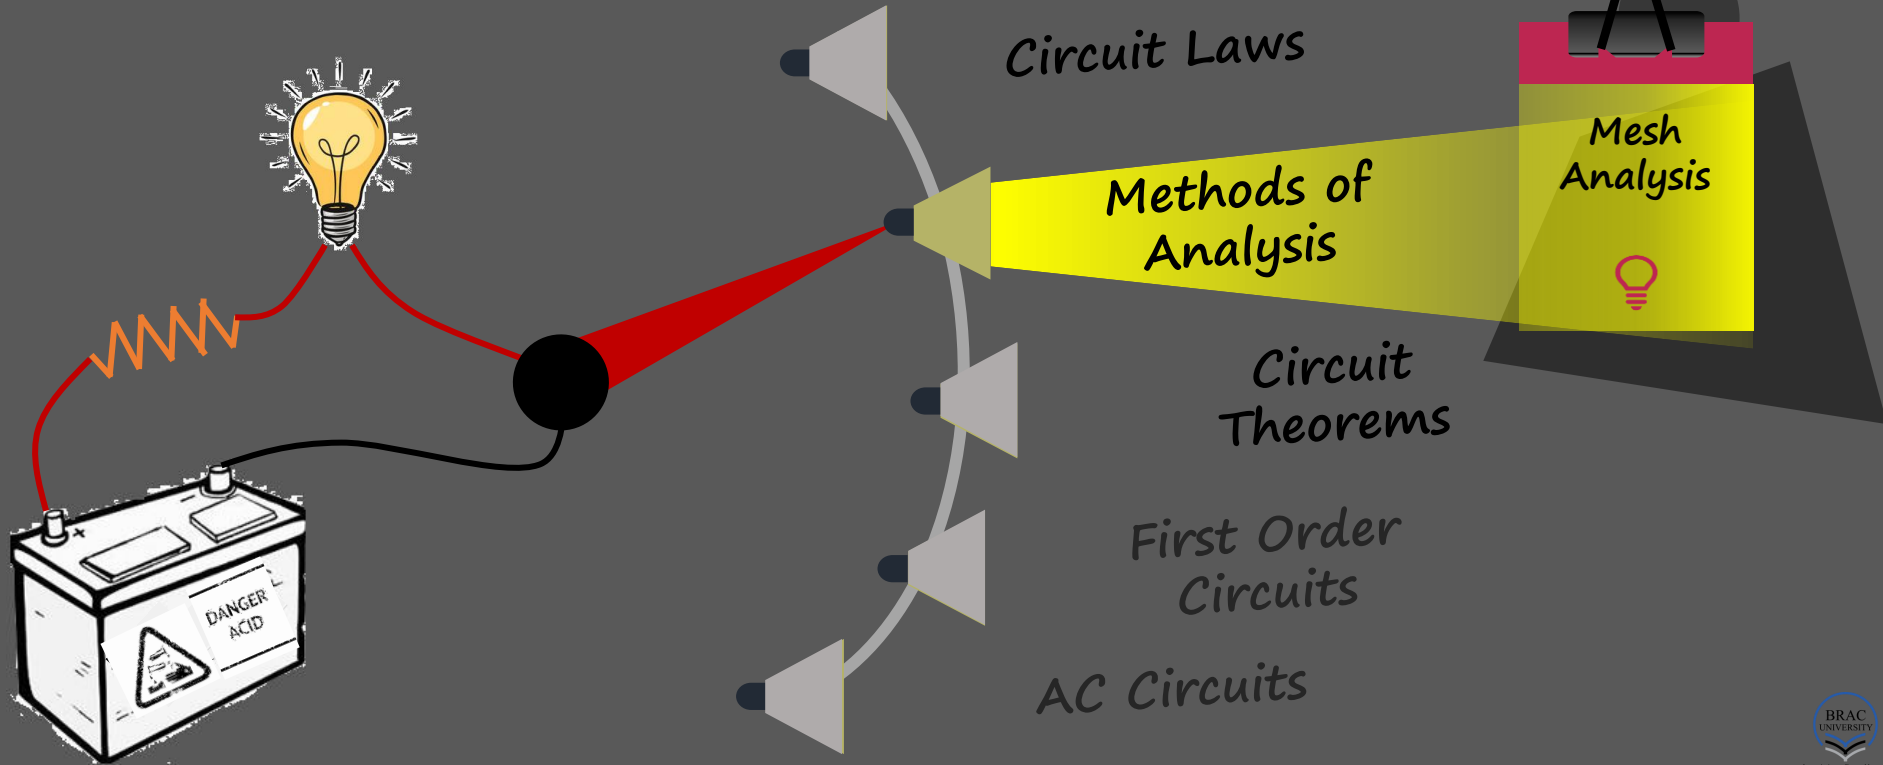 Circuit Laws
Methods of
Analysis
Mesh
Analysis
Circuit
Theorems
First Order
Circuits
AC Circuits
+
DANGER
ACID
BRAC
UNIVERSITY